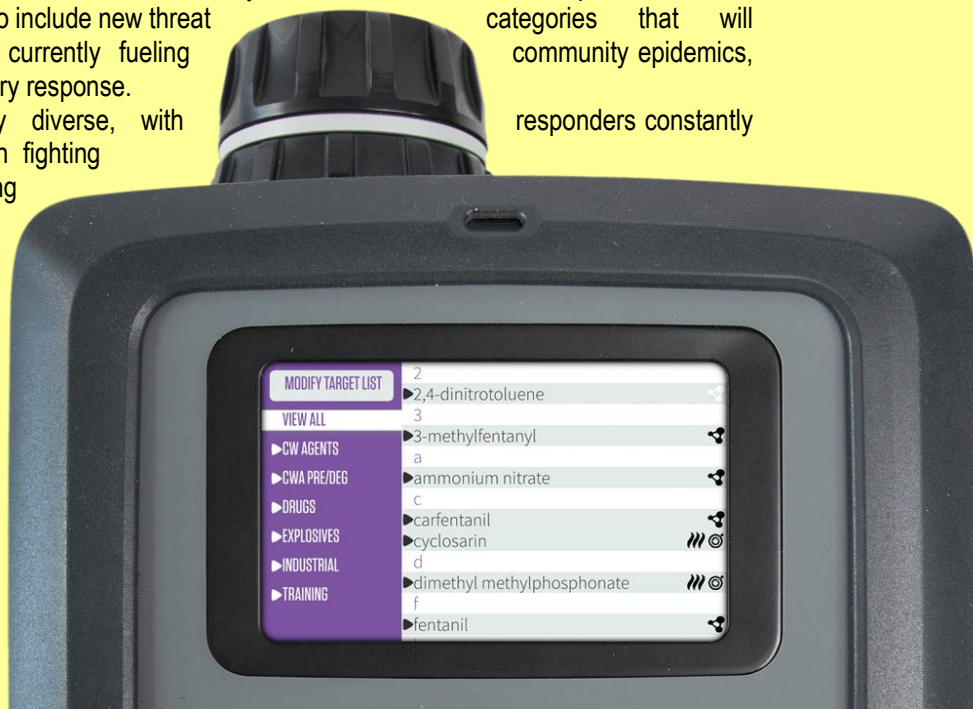 o include new threat categories that will
currently fueling community epidemics,
ry response.
y diverse, with responders constantly
fighting
MODIFY TARGET LIST
VIEW ALL
▶CW AGENTS
▶CWA PRE/DEG
▶DRUGS
▶EXPLOSIVES
▶INDUSTRIAL
▶TRAINING
2
▶2,4-dinitrotoluene
3
▶3-methylfentanyl
a
▶ammonium nitrate
c
▶carfentanil
▶cyclosarin
d
▶dimethyl methylphosphonate
f
▶fentanil